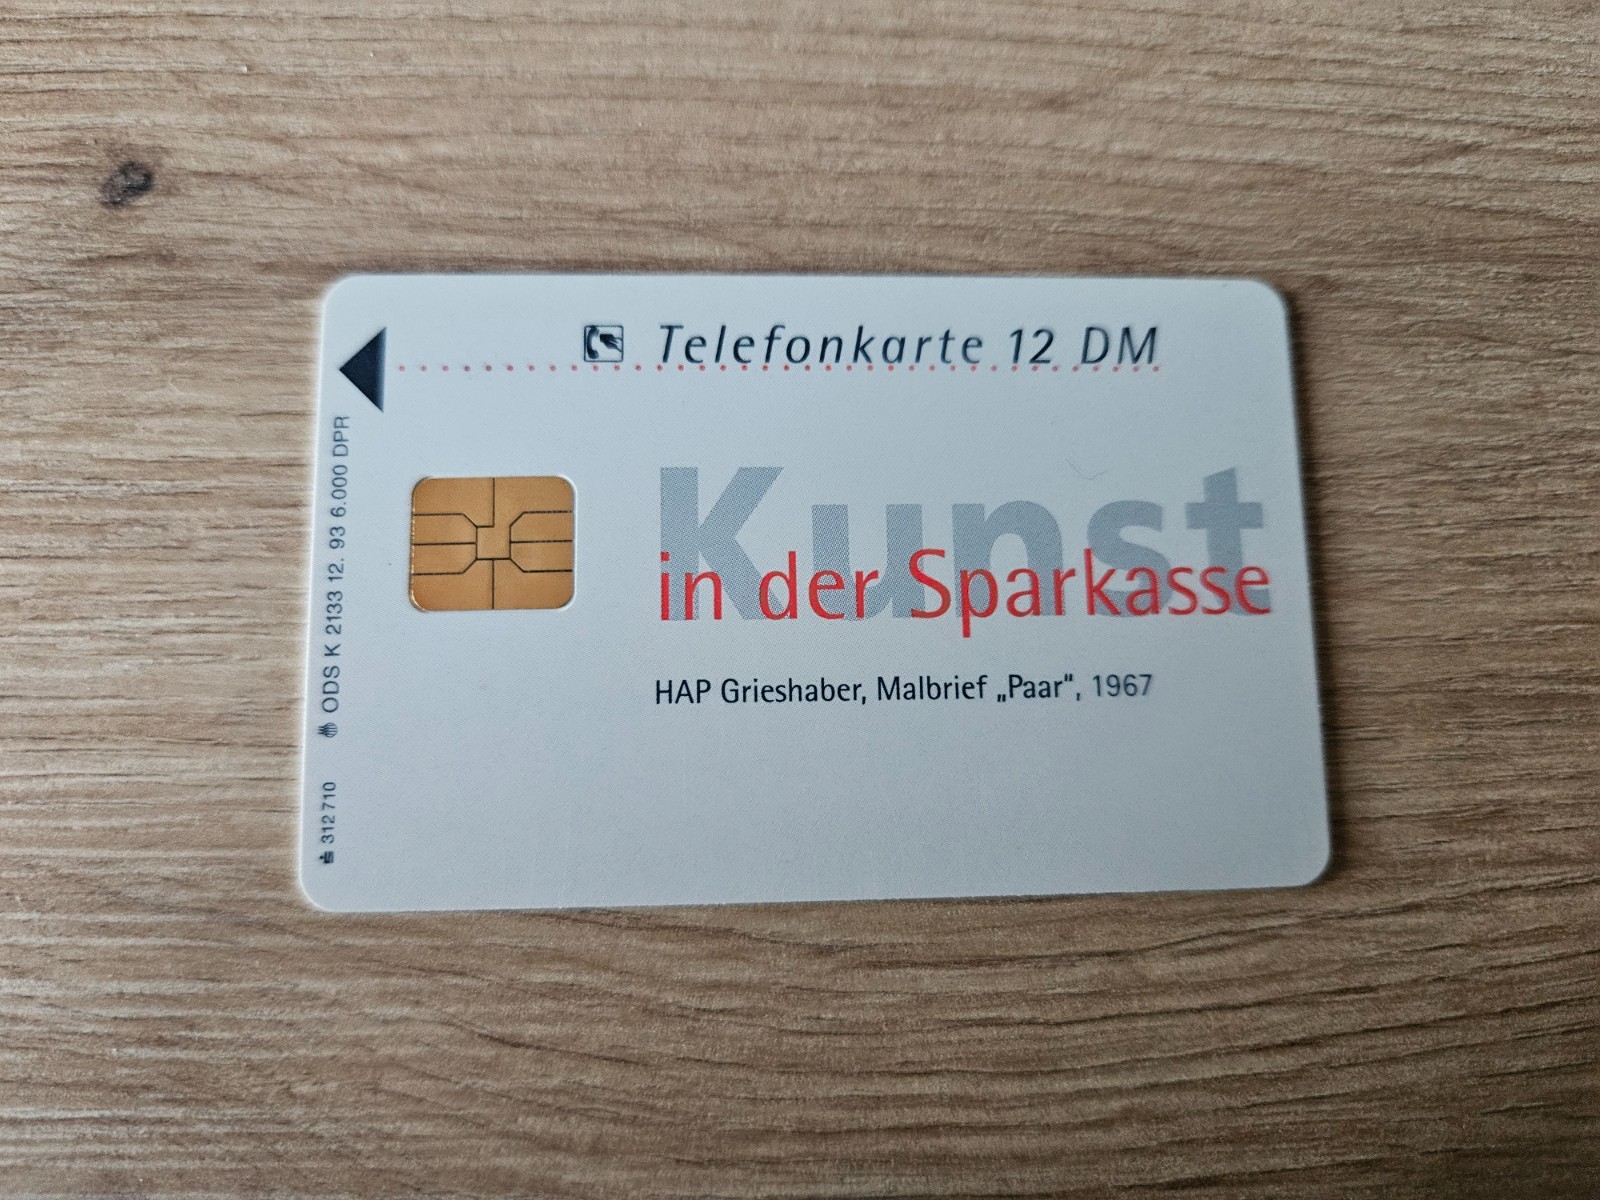 Telefonkarte 12 DM
Kunst
in der Sparkasse
HAP Grieshaber, Malbrief „Paar“, 1967
ODS K 2133 12. 93 6.000 DPR
312710